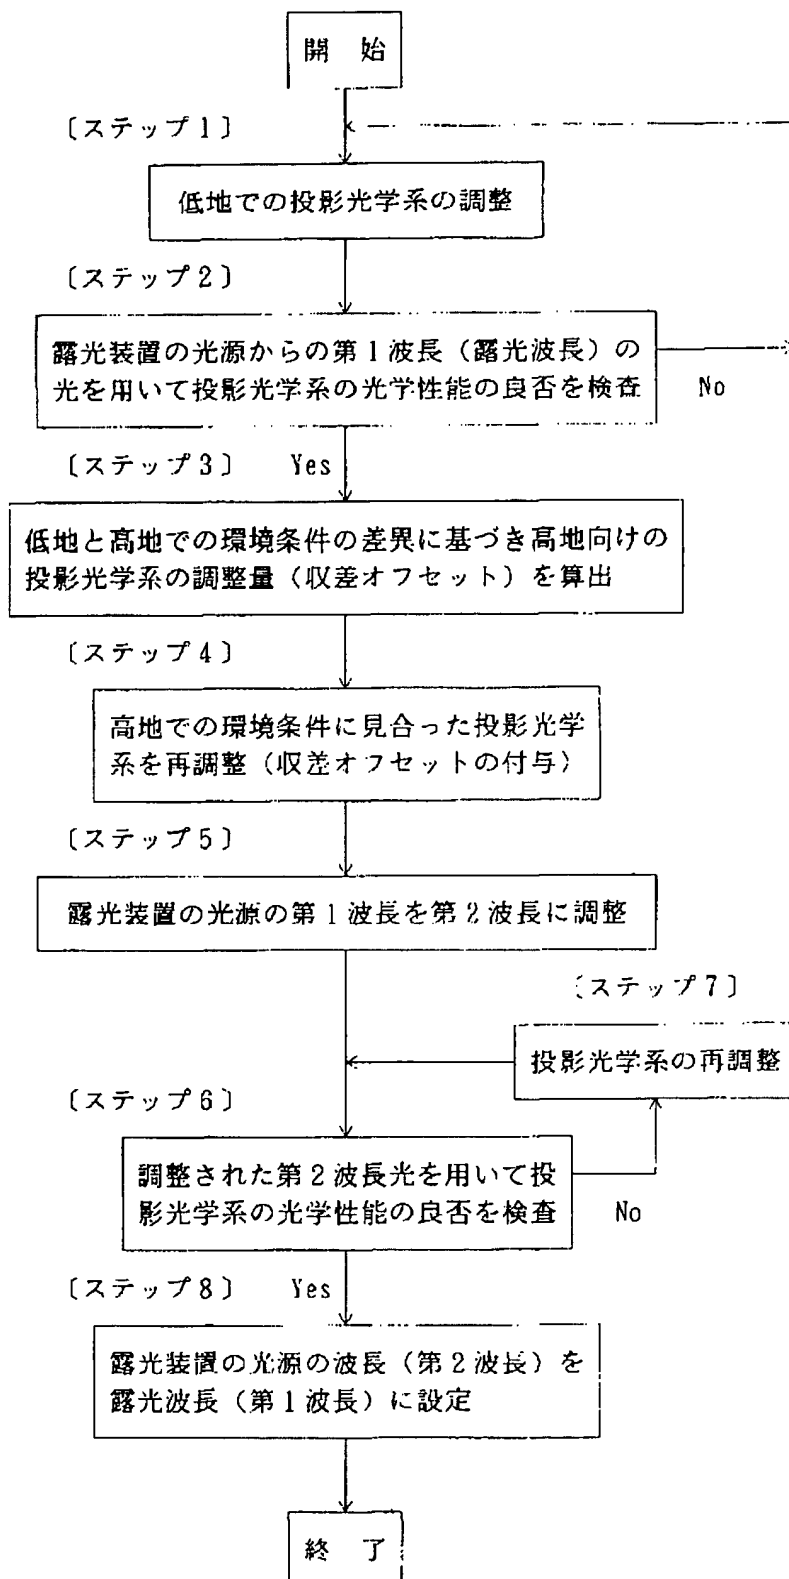 開 始
〔ステップ1〕
低地での投影光学系の調整
〔ステップ2〕
露光装置の光源からの第1波長（露光波長）の
光を用いて投影光学系の光学性能の良否を検査
No
〔ステップ3〕 Yes
低地と高地での環境条件の差異に基づき高地向けの
投影光学系の調整量（収差オフセット）を算出
〔ステップ4〕
高地での環境条件に見合った投影光学
系を再調整（収差オフセットの付与）
〔ステップ5〕
露光装置の光源の第1波長を第2波長に調整
〔ステップ7〕
投影光学系の再調整
〔ステップ6〕
調整された第2波長光を用いて投
影光学系の光学性能の良否を検査
No
〔ステップ8〕 Yes
露光装置の光源の波長（第2波長）を
露光波長（第1波長）に設定
終 了